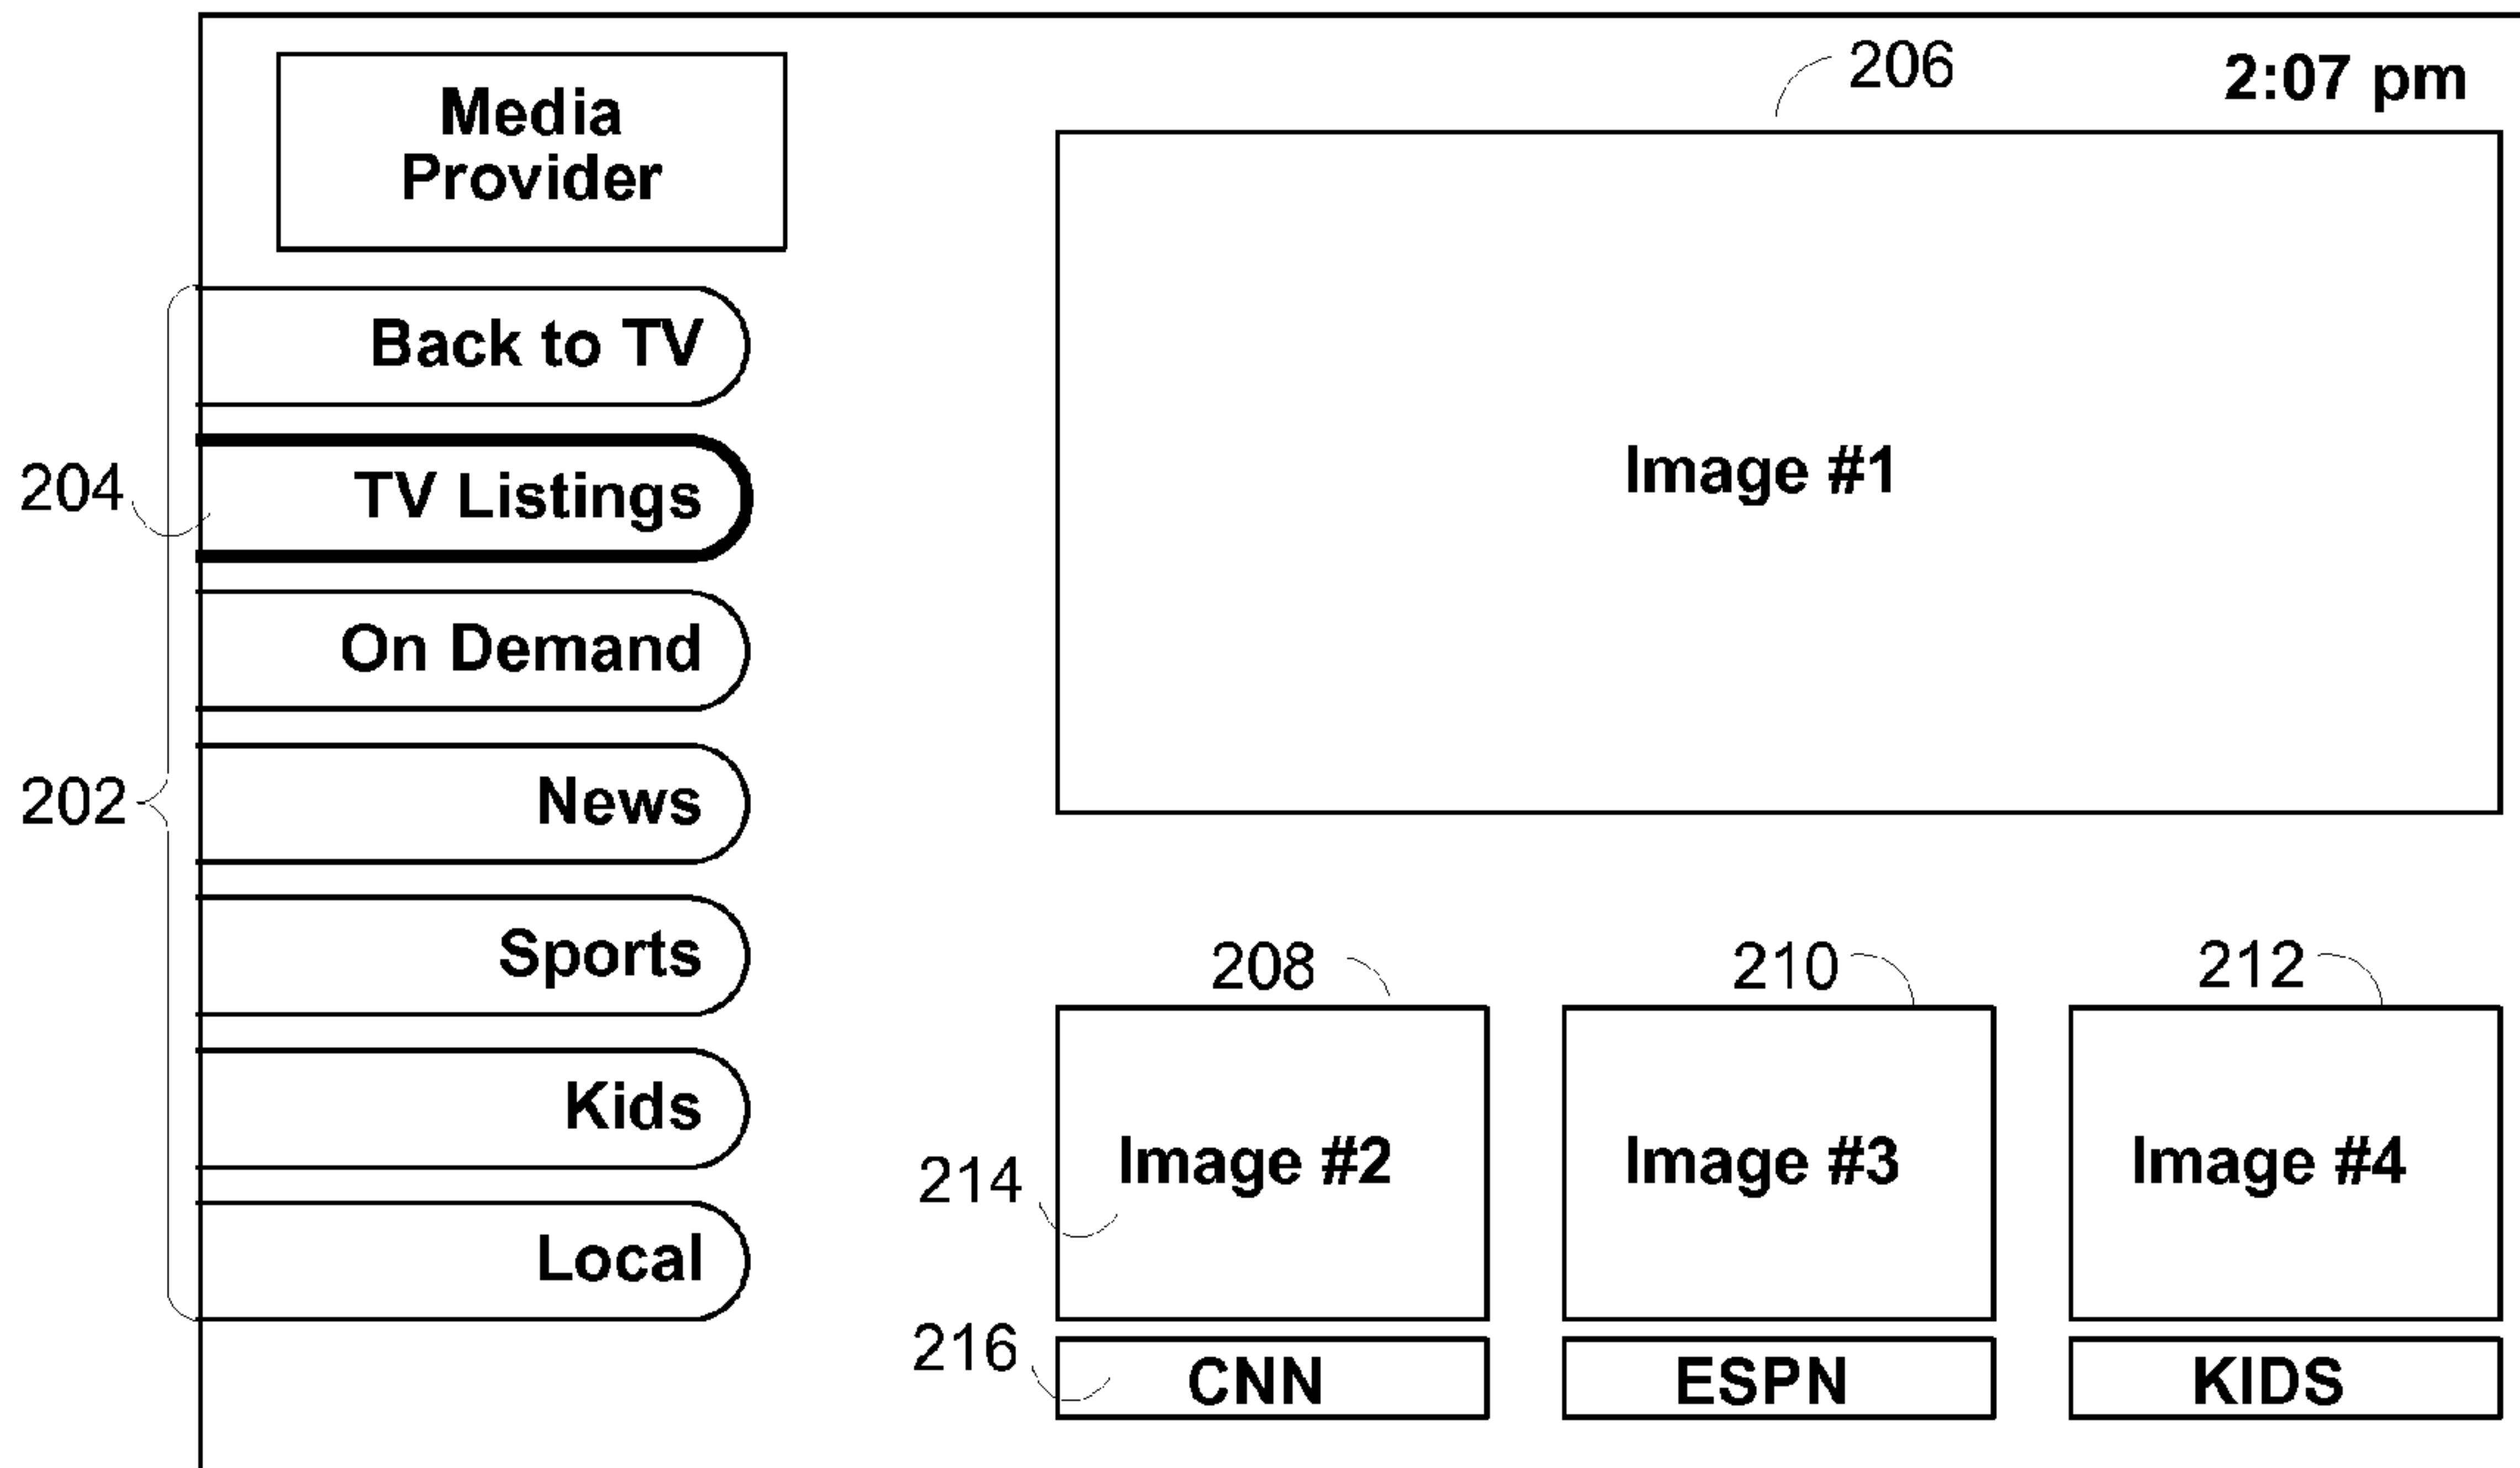 206
2:07 pm
Media
Provider
Back to TV
204
TV Listings
Image #1
On Demand
202
News
Sports
208
210
212
Kids
214
Image #2
Image #3
Image #4
Local
216
CNN
ESPN
KIDS